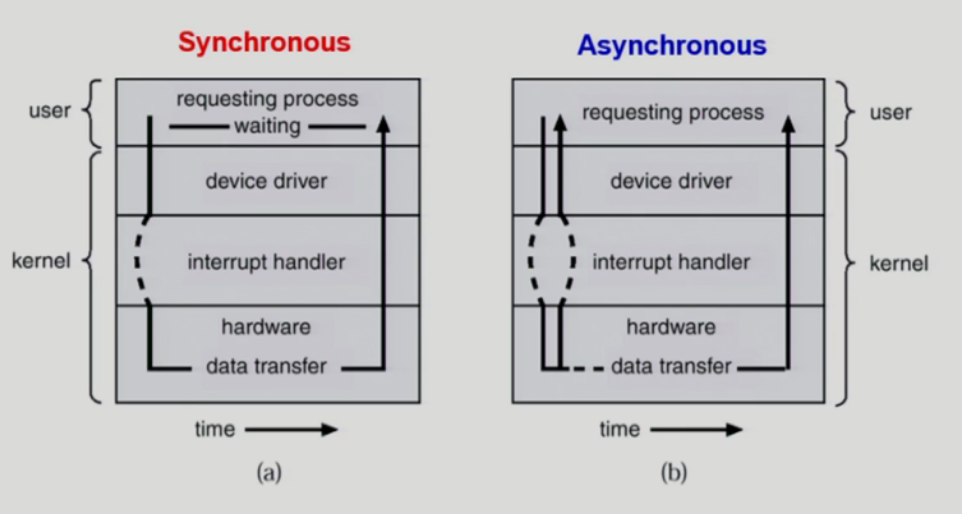 Synchronous
user
requesting process
waiting
device driver
kernel
interrupt handler
hardware
data transfer
time
(a)
Asynchronous
requesting process
user
device driver
interrupt handler
kernel
hardware
data transfer
time
(b)